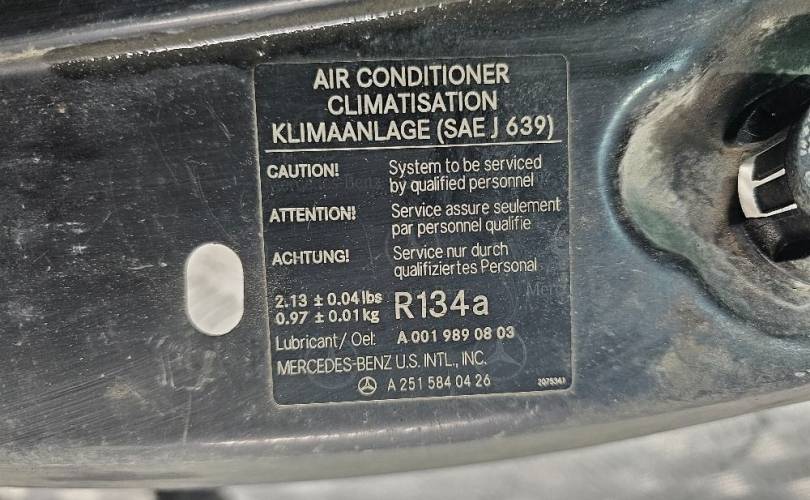 AIR CONDITIONER
CLIMATISATION
KLIMAANLAGE (SAE J 639)
CAUTION! System to be serviced
by qualified personnel
ATTENTION! Service assure seulement
par personnel qualifie
ACHTUNG! Service nur durch
qualifiziertes Personal
2.13 ± 0.04 lbs R134a
0.97 ± 0.01 kg
Lubricant/ Oel: A 001 989 08 03
MERCEDES-BENZ U.S. INTL., INC.
A 251 584 04 26 2075341